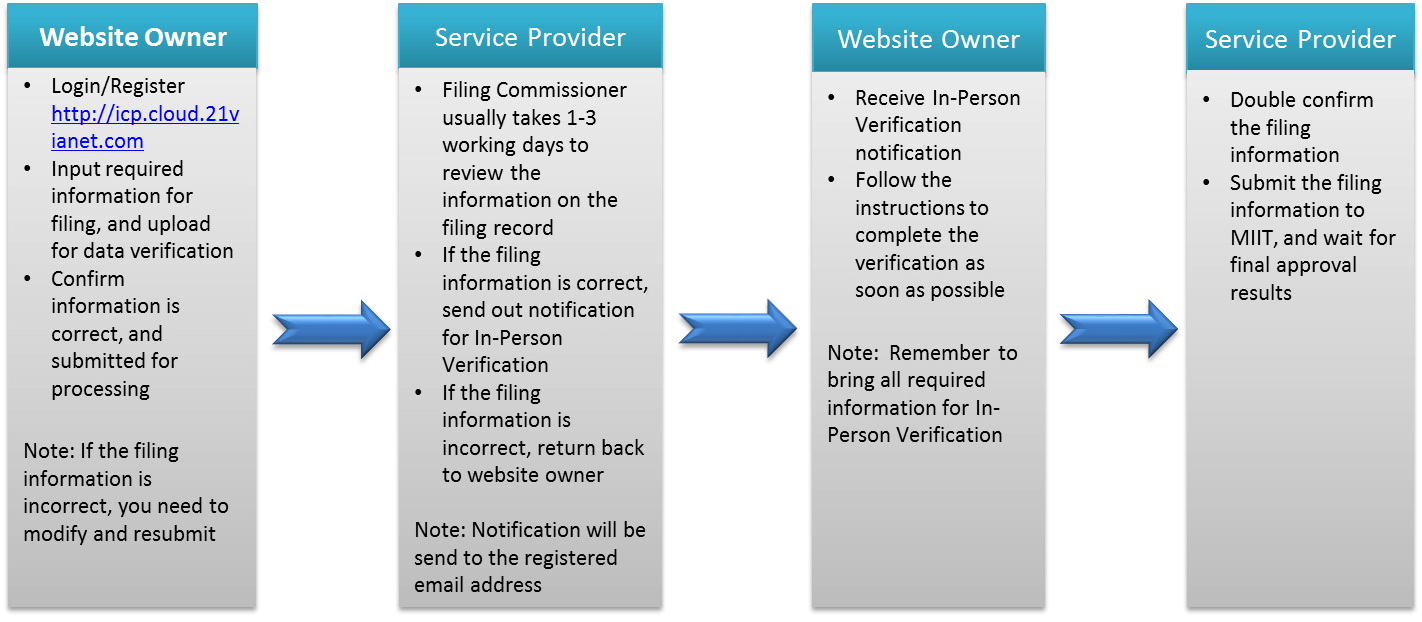 Website Owner
• Login/Register
http://icp.cloud.21v
ianet.com
• Input required
information for
filing, and upload
for data verification
• Confirm
information is
correct, and
submitted for
processing
Note: If the filing
information is
incorrect, you need to
modify and resubmit
Service Provider
• Filing Commissioner
usually takes 1-3
working days to
review the
information on the
filing record
• If the filing
information is correct,
send out notification
for In-Person
Verification
• If the filing
information is
incorrect, return back
to website owner
Note: Notification will be
send to the registered
email address
Website Owner
• Receive In-Person
Verification
notification
• Follow the
instructions to
complete the
verification as
soon as possible
Note: Remember to
bring all required
information for In-
Person Verification
Service Provider
• Double confirm
the filing
information
• Submit the filing
information to
MIIT, and wait for
final approval
results